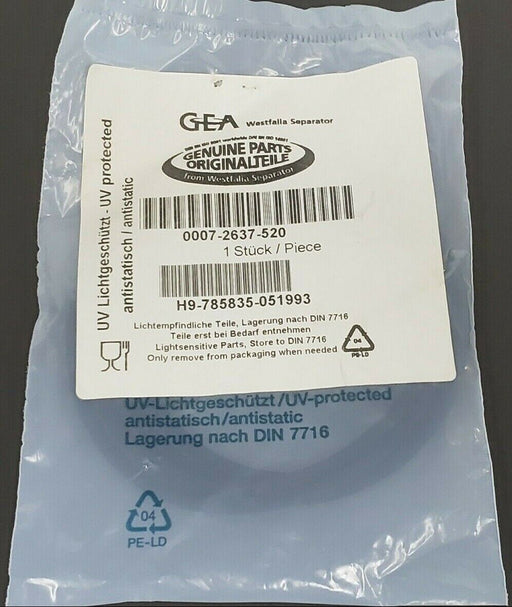 GEA Westfalia Separator
GENUINE PARTS
ORIGINALTEILE
from Westfalia Separator
0007-2637-520
1 Stück / Piece
H9-785835-051993
Lichtempfindliche Teile, Lagerung nach DIN 7716
Teile erst bei Bedarf entnehmen
Lightsensitive Parts, Store to DIN 7716
Only remove from packaging when needed
04
PE-LD
UV Lichtgeschützt - UV protected
antistatisch / antistatic
UV-Lichtgeschützt/UV-protected
antistatisch/antistatic
Lagerung nach DIN 7716
04
PE-LD